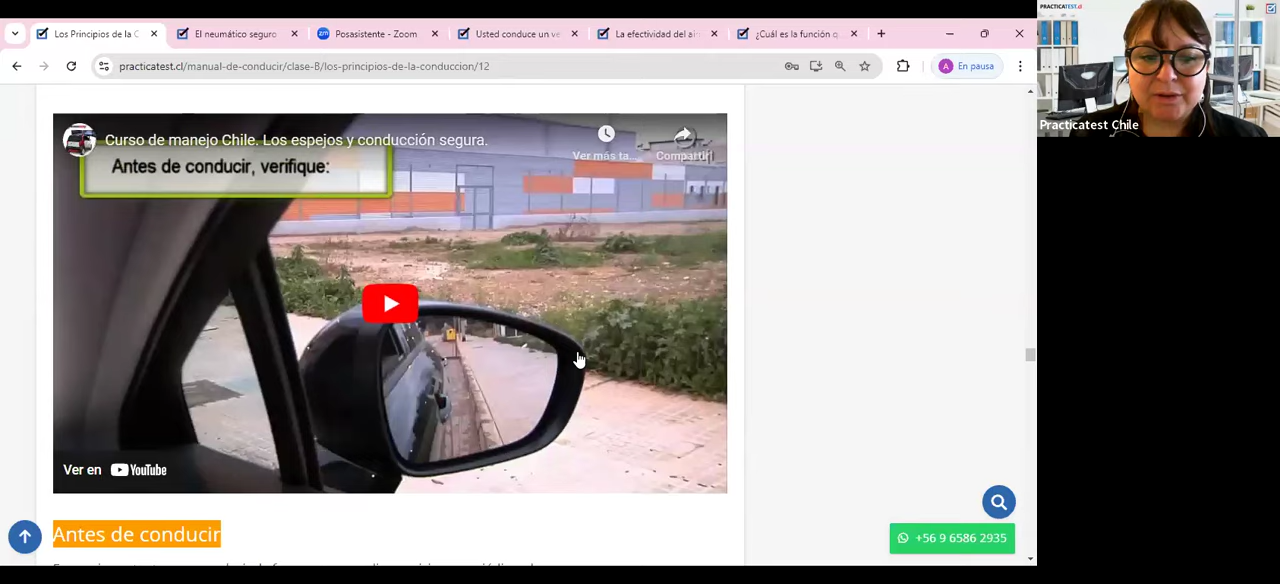 Los Principios de la C
El neumático seguro
Posasistente - Zoom
Usted conduce un ve
La efectividad del
¿Cuál es la función
practicatest.cl/manual-de-conducir/clase-B/los-principios-de-la-conduccion/12
A
En pausa
PRACTICATEST.cl
Practicatest Chile
Curso de manejo Chile. Los espejos y conducción segura.
Ver más ta...
Compartir
Antes de conducir, verifique:
Ver en YouTube
Antes de conducir
+56 9 6586 2935